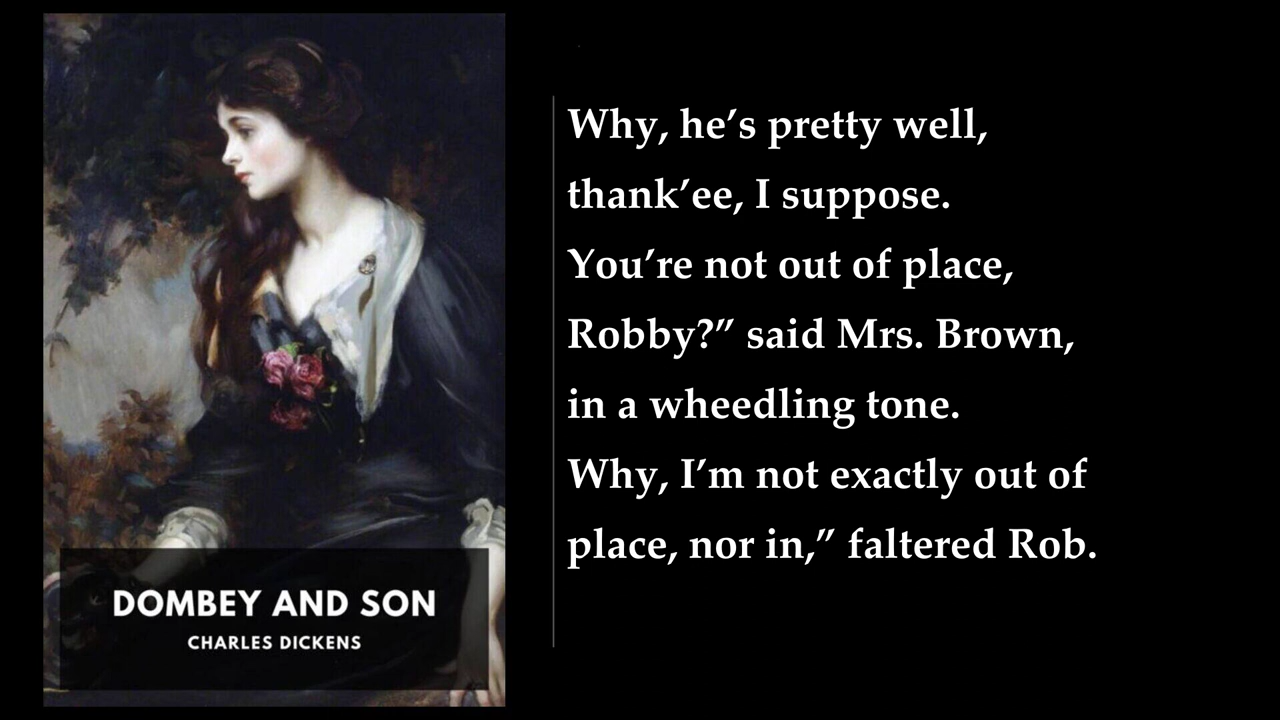 DOMBEY AND SON
CHARLES DICKENS
Why, he’s pretty well,
thank’ee, I suppose.
You’re not out of place,
Robby?” said Mrs. Brown,
in a wheedling tone.
Why, I’m not exactly out of
place, nor in,” faltered Rob.